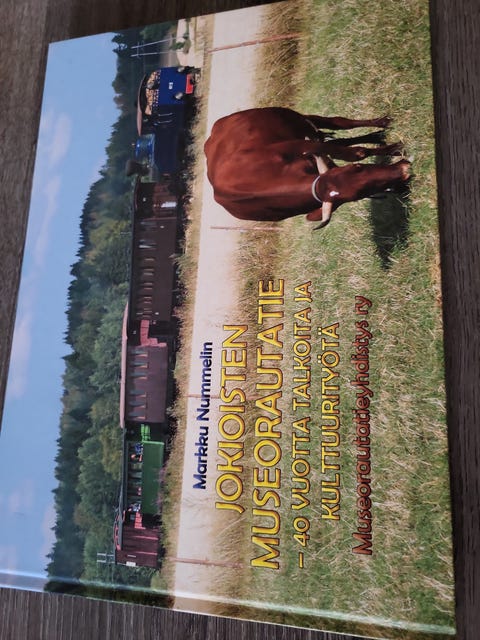 Markku Nummelin
JOKIOISTEN
MUSEORAUTATIE
– 40 VUOTTA TALKOITA JA
KULTTUURITYÖTÄ
Museorautatieyhdistys ry